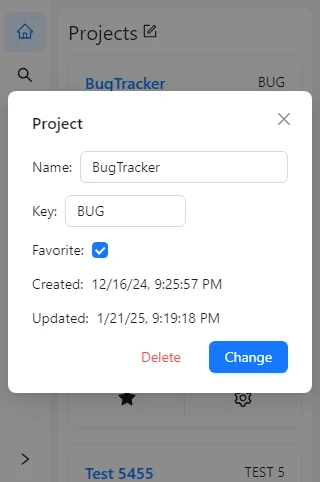 Projects
BugTracker BUG
Project
Name: BugTracker
Key: BUG
Favorite:
Created: 12/16/24, 9:25:57 PM
Updated: 1/21/25, 9:19:18 PM
Delete Change
Test 5455 TEST 5